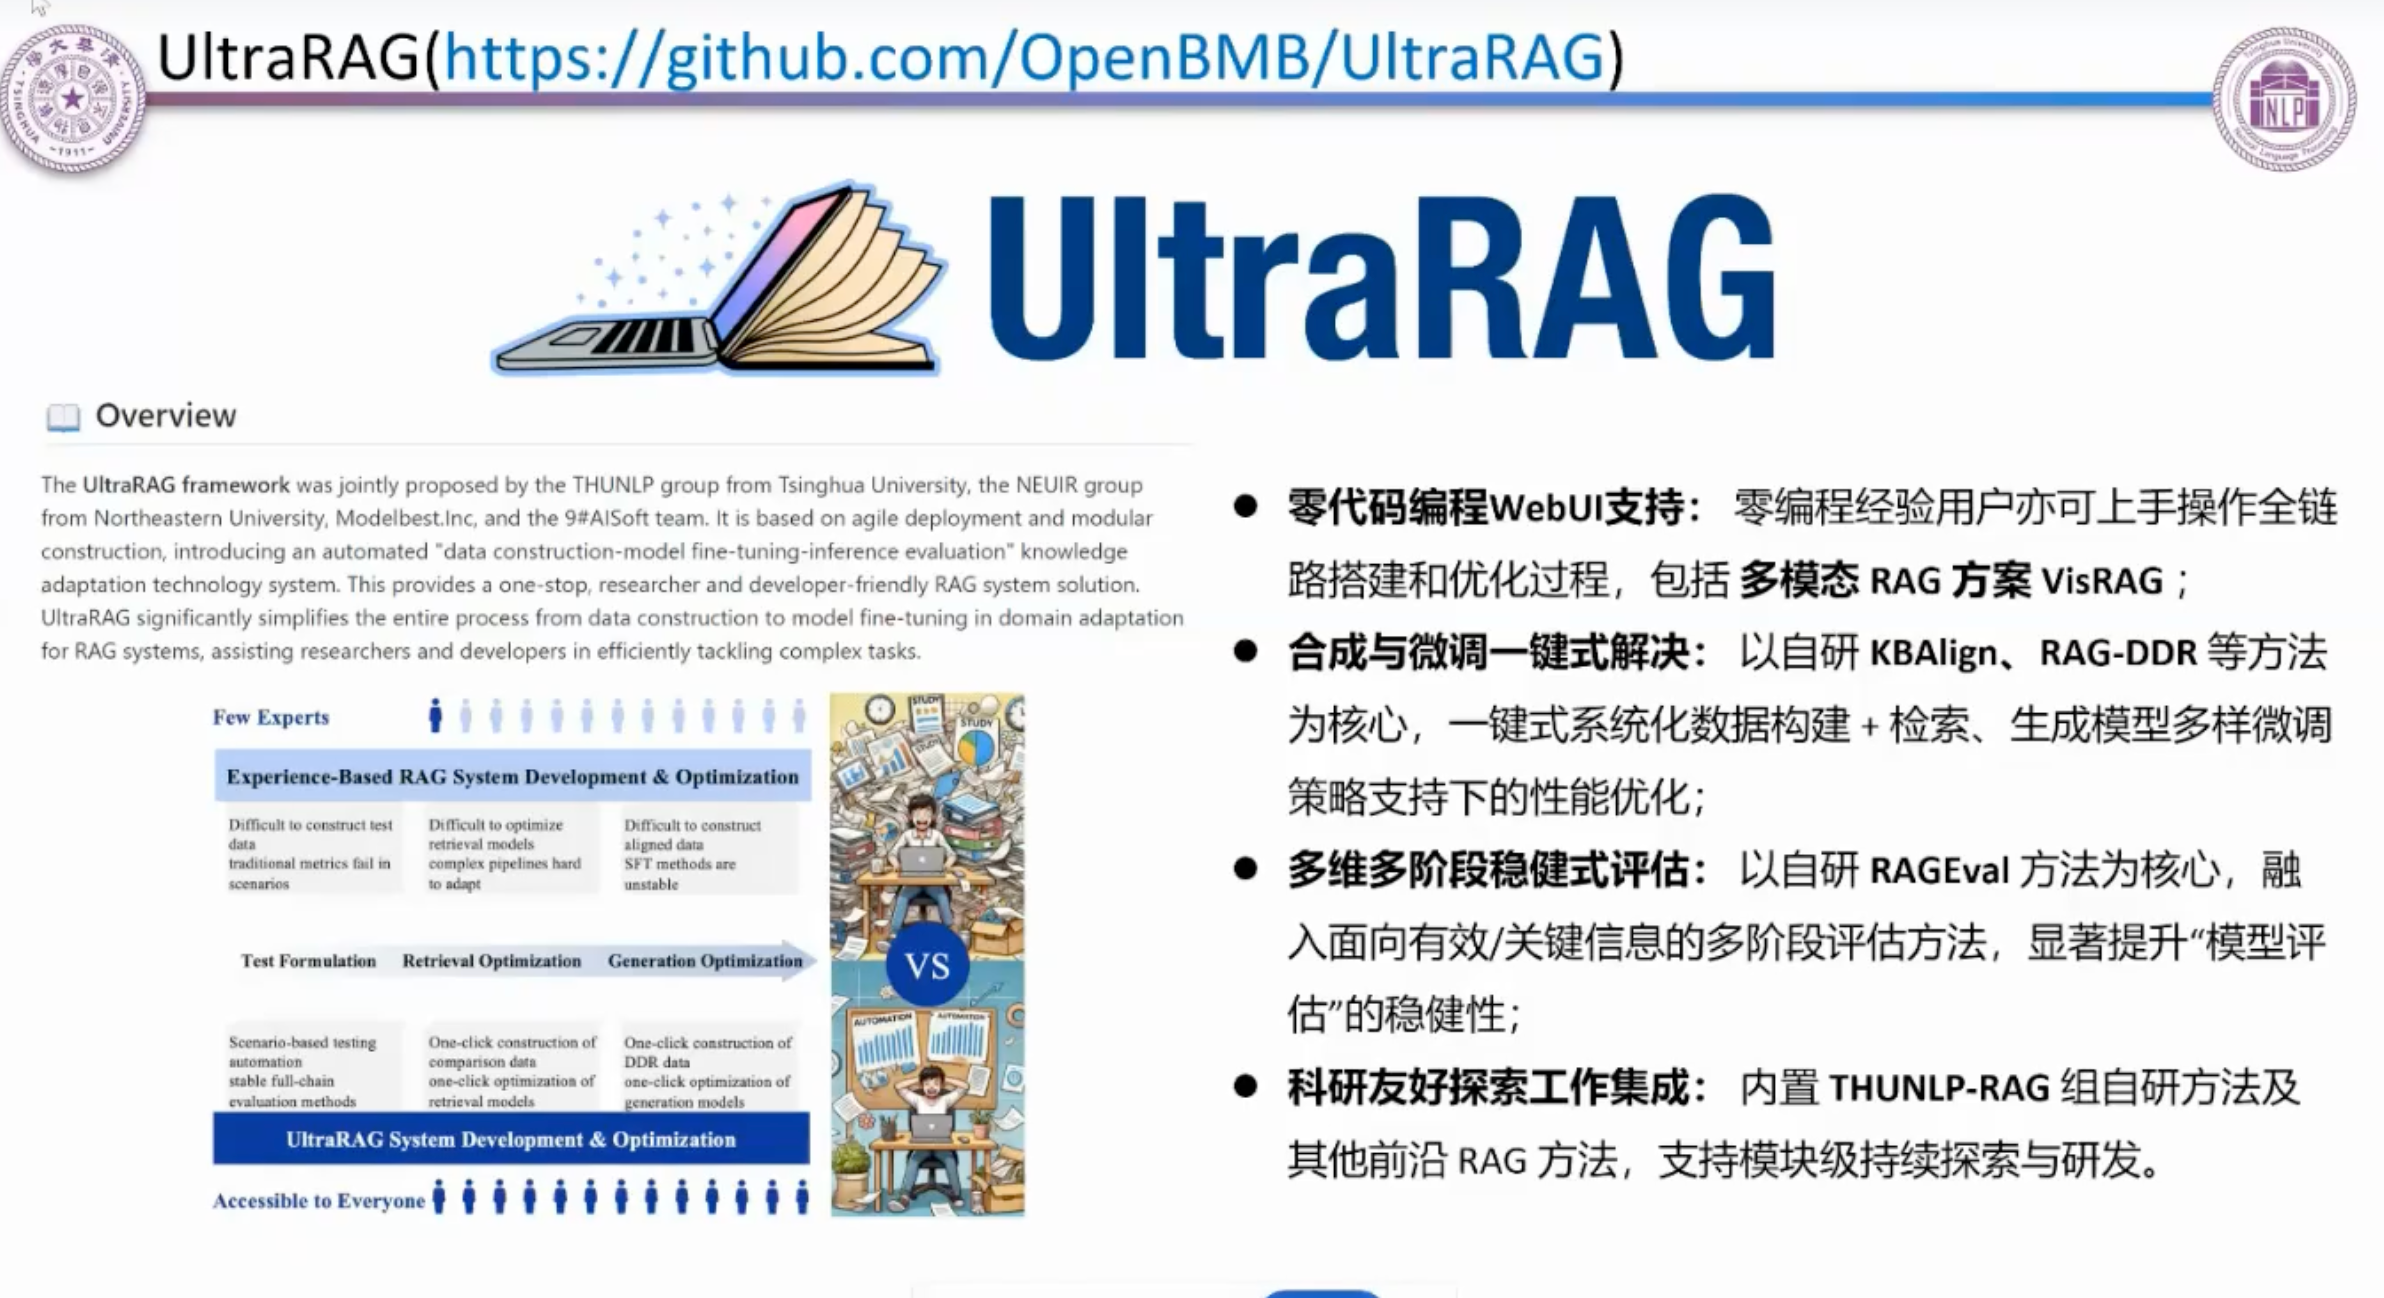 UltraRAG(https://github.com/OpenBMB/UltraRAG)
TSINGHUA UNIVERSITY
~1911~
Tsinghua University
NLP
Natural Language Processing
UltraRAG
Overview
The UltraRAG framework was jointly proposed by the THUNLP group from Tsinghua University, the NEUIR group
from Northeastern University, Modelbest.Inc, and the 9#AISoft team. It is based on agile deployment and modular
construction, introducing an automated "data construction-model fine-tuning-inference evaluation" knowledge
adaptation technology system. This provides a one-stop, researcher and developer-friendly RAG system solution.
UltraRAG significantly simplifies the entire process from data construction to model fine-tuning in domain adaptation
for RAG systems, assisting researchers and developers in efficiently tackling complex tasks.
Few Experts
Experience-Based RAG System Development & Optimization
Difficult to construct test
data
traditional metrics fail in
scenarios
Difficult to optimize
retrieval models
complex pipelines hard
to adapt
Difficult to construct
aligned data
SFT methods are
unstable
Test Formulation
Retrieval Optimization
Generation Optimization
Scenario-based testing
automation
stable full-chain
evaluation methods
One-click construction of
comparison data
one-click optimization of
retrieval models
One-click construction of
DDR data
one-click optimization of
generation models
UltraRAG System Development & Optimization
Accessible to Everyone
STUDY
STUDY
STUDY
VS
AUTOMATION
AUTOMATION
● 零代码编程WebUI支持： 零编程经验用户亦可上手操作全链
路搭建和优化过程，包括 多模态 RAG 方案 VisRAG ；
● 合成与微调一键式解决： 以自研 KBAlign、RAG-DDR 等方法
为核心，一键式系统化数据构建 + 检索、生成模型多样微调
策略支持下的性能优化；
● 多维多阶段稳健式评估： 以自研 RAGEval 方法为核心，融
入面向有效/关键信息的多阶段评估方法，显著提升“模型评
估”的稳健性；
● 科研友好探索工作集成： 内置 THUNLP-RAG 组自研方法及
其他前沿 RAG 方法，支持模块级持续探索与研发。